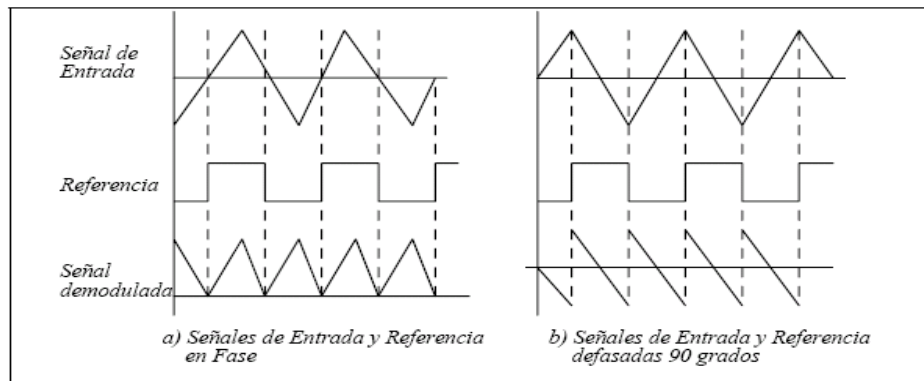 Señal de
Entrada
Referencia
Señal
demodulada
a) Señales de Entrada y Referencia
en Fase
b) Señales de Entrada y Referencia
defasadas 90 grados